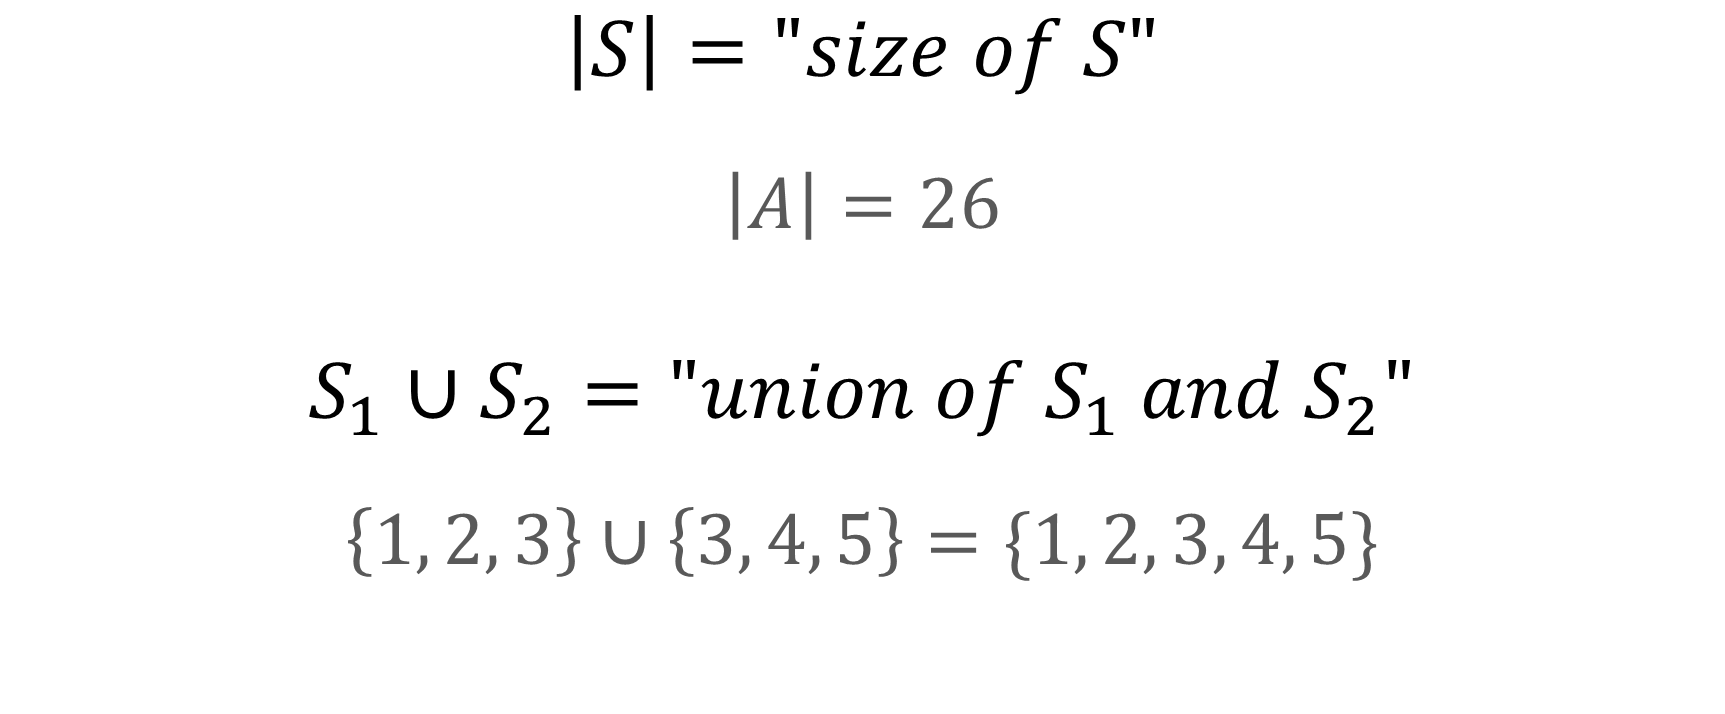 |S| = "size of S"
|A| = 26
S₁ ∪ S₂ = "union of S₁ and S₂"
{1, 2, 3} ∪ {3, 4, 5} = {1, 2, 3, 4, 5}